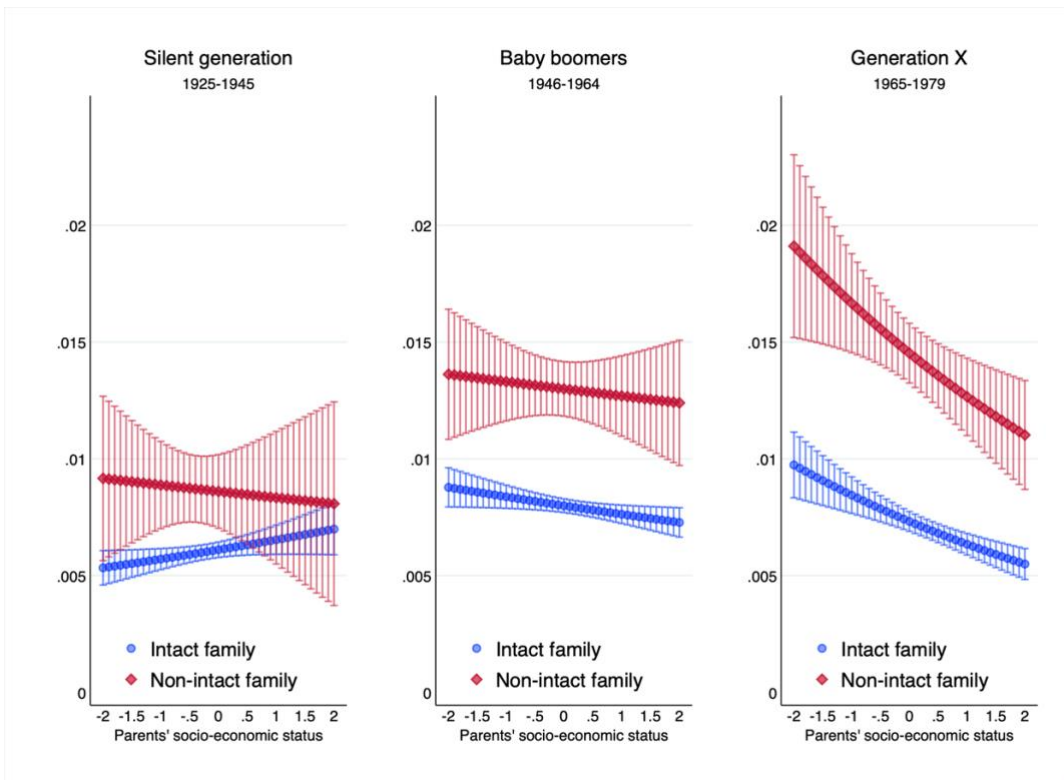 Silent generation
1925-1945
.02
.015
.01
.005
0
-2 -1.5 -1 -.5 0 .5 1 1.5 2
Parents' socio-economic status
Intact family
Non-intact family
Baby boomers
1946-1964
.02
.015
.01
.005
0
-2 -1.5 -1 -.5 0 .5 1 1.5 2
Parents' socio-economic status
Intact family
Non-intact family
Generation X
1965-1979
.02
.015
.01
.005
0
-2 -1.5 -1 -.5 0 .5 1 1.5 2
Parents' socio-economic status
Intact family
Non-intact family